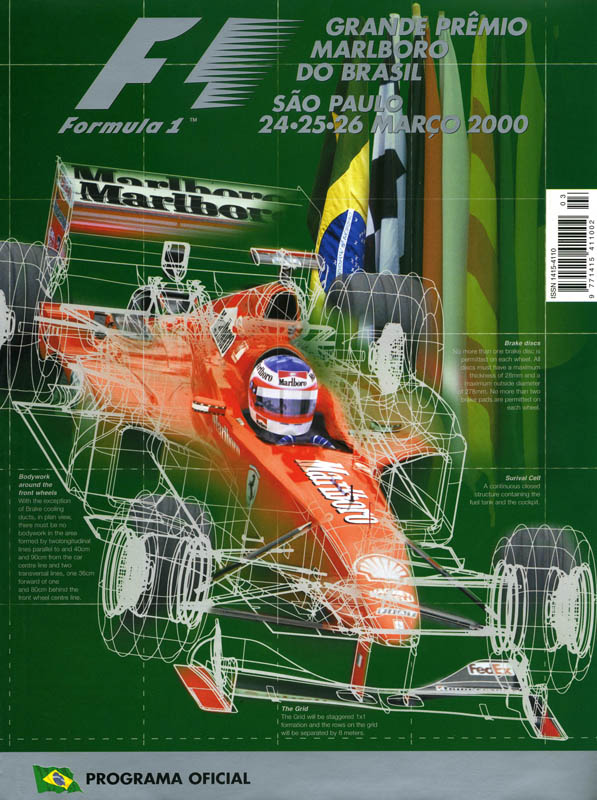 F1
Formula 1 ™
GRANDE PRÊMIO
MARLBORO
DO BRASIL
SÃO PAULO
24•25•26 MARÇO 2000
Marlboro
Marlboro
03
ISSN 1415-4110
9 771415 411002
Brake discs
No more than one brake disc is
permitted on each wheel. All
discs must have a maximum
thickness of 28mm and a
maximum outside diameter
of 278mm. No more than two
brake pads are permitted on
each wheel.
Marlboro
Marlboro
Surival Cell
A continuous closed
structure containing the
fuel tank and the cockpit.
Bodywork
around the
front wheels
With the exception
of Brake cooling
ducts, in plan view,
there must be no
bodywork in the area
formed by twolongitudinal
lines parallel to and 40cm
and 90cm from the car
centre line and two
transversal lines, one 35cm
forward of one
and 80cm behind the
front wheel centre line.
FedEx
The Grid
The Grid will be staggered 1x1
formation and the rows on the grid
will be separated by 8 meters.
PROGRAMA OFICIAL